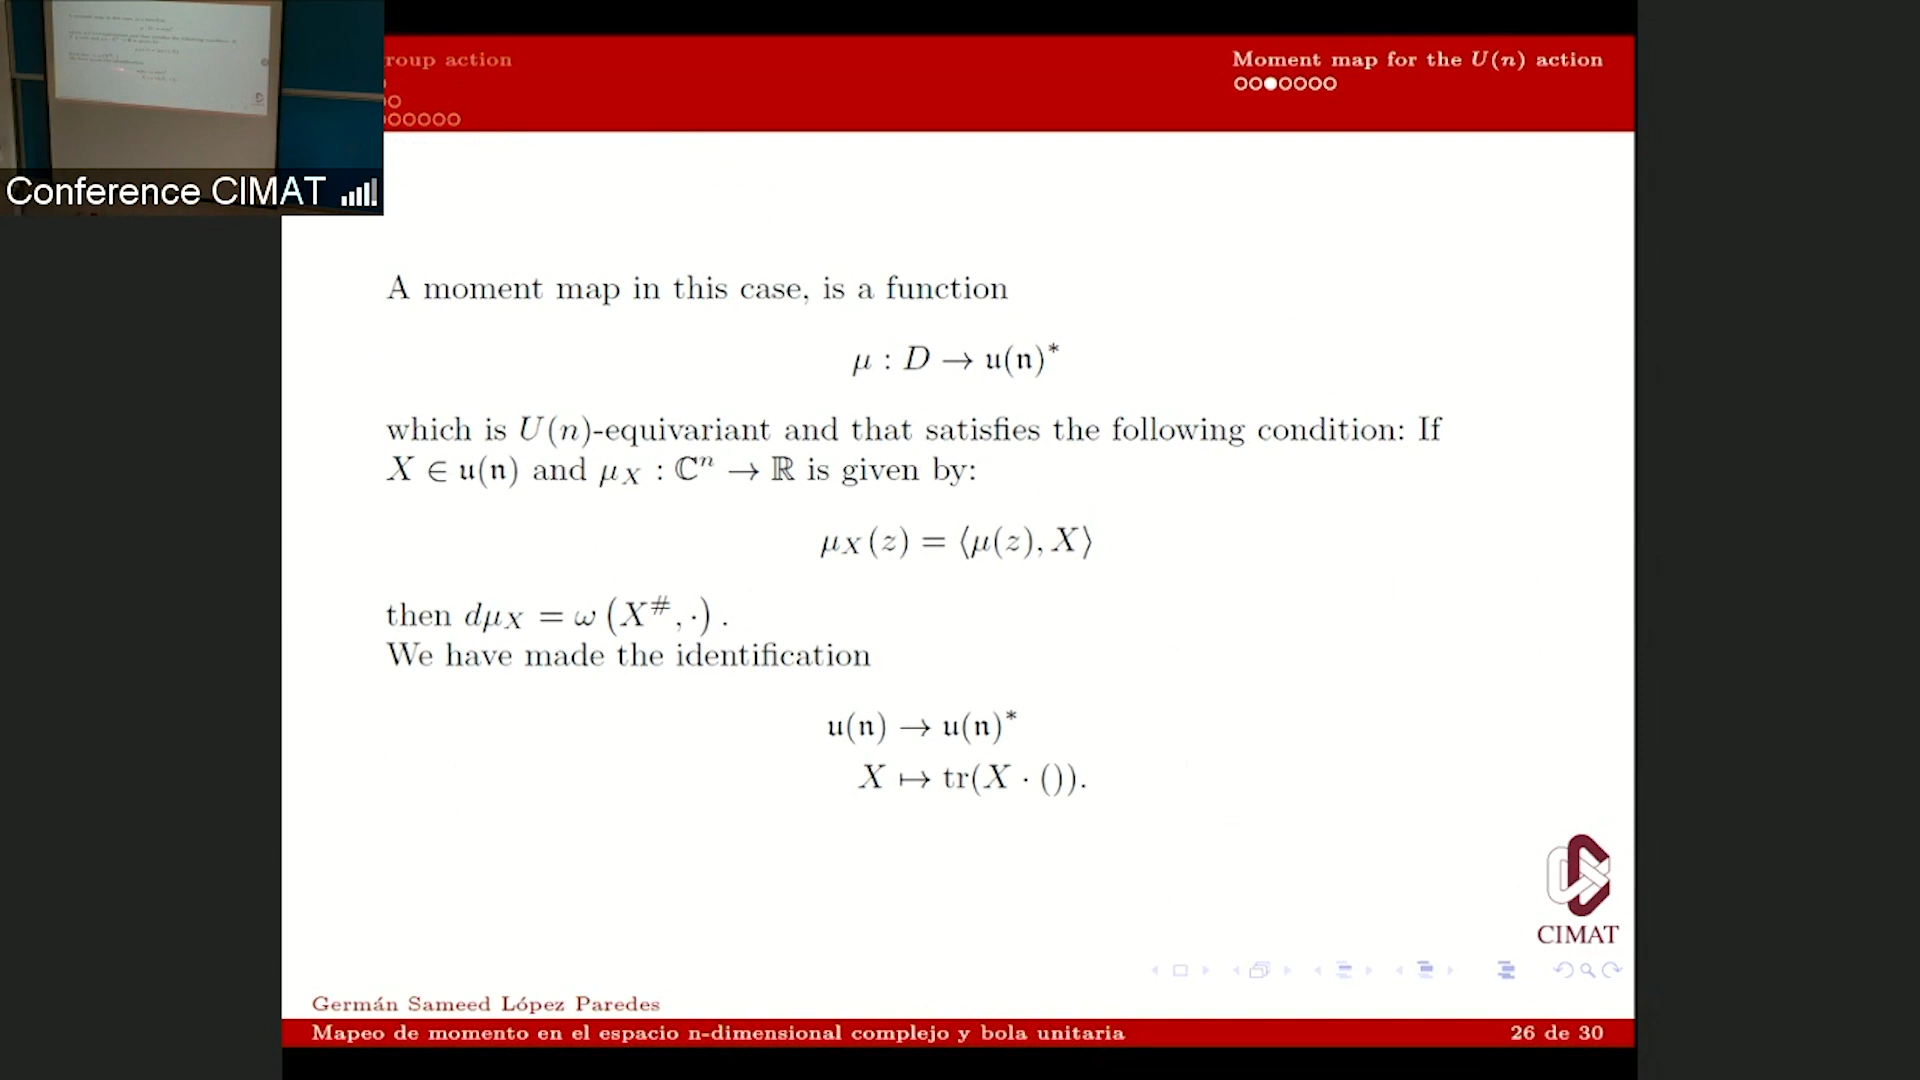 roup action
Moment map for the U(n) action
Conference CIMAT
A moment map in this case, is a function
μ : D → 𝔲(𝔫)*
which is U(n)-equivariant and that satisfies the following condition: If
X ∈ 𝔲(𝔫) and μ_X : ℂⁿ → ℝ is given by:
μ_X(z) = ⟨μ(z), X⟩
then dμ_X = ω (X^#, ·) .
We have made the identification
𝔲(𝔫) → 𝔲(𝔫)*
X ↦ tr(X · ()).
CIMAT
Germán Sameed López Paredes
Mapeo de momento en el espacio n-dimensional complejo y bola unitaria
26 de 30